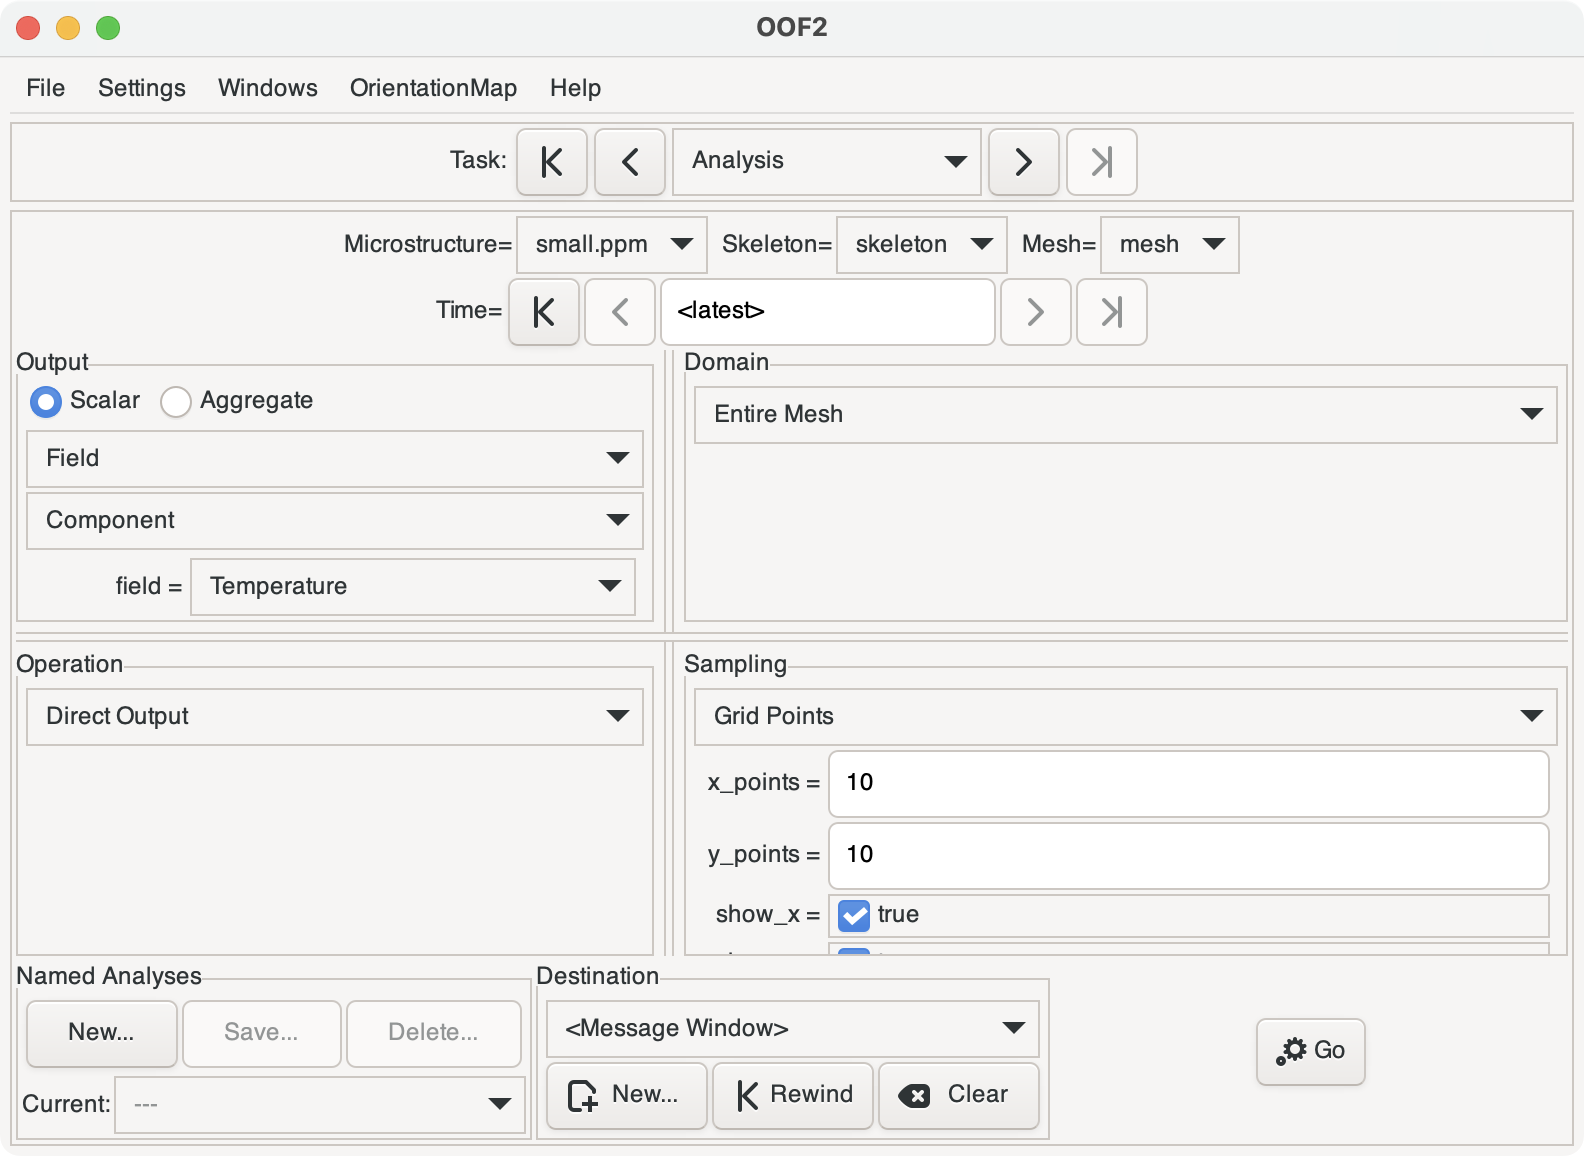 OOF2
File Settings Windows OrientationMap Help
Task: Analysis
Microstructure= small.ppm Skeleton= skeleton Mesh= mesh
Time= <latest>
Output
Scalar Aggregate
Field
Component
field = Temperature
Domain
Entire Mesh
Operation
Direct Output
Sampling
Grid Points
x_points = 10
y_points = 10
show_x = true
Named Analyses
New... Save... Delete...
Current: ---
Destination
<Message Window>
New... Rewind Clear
Go